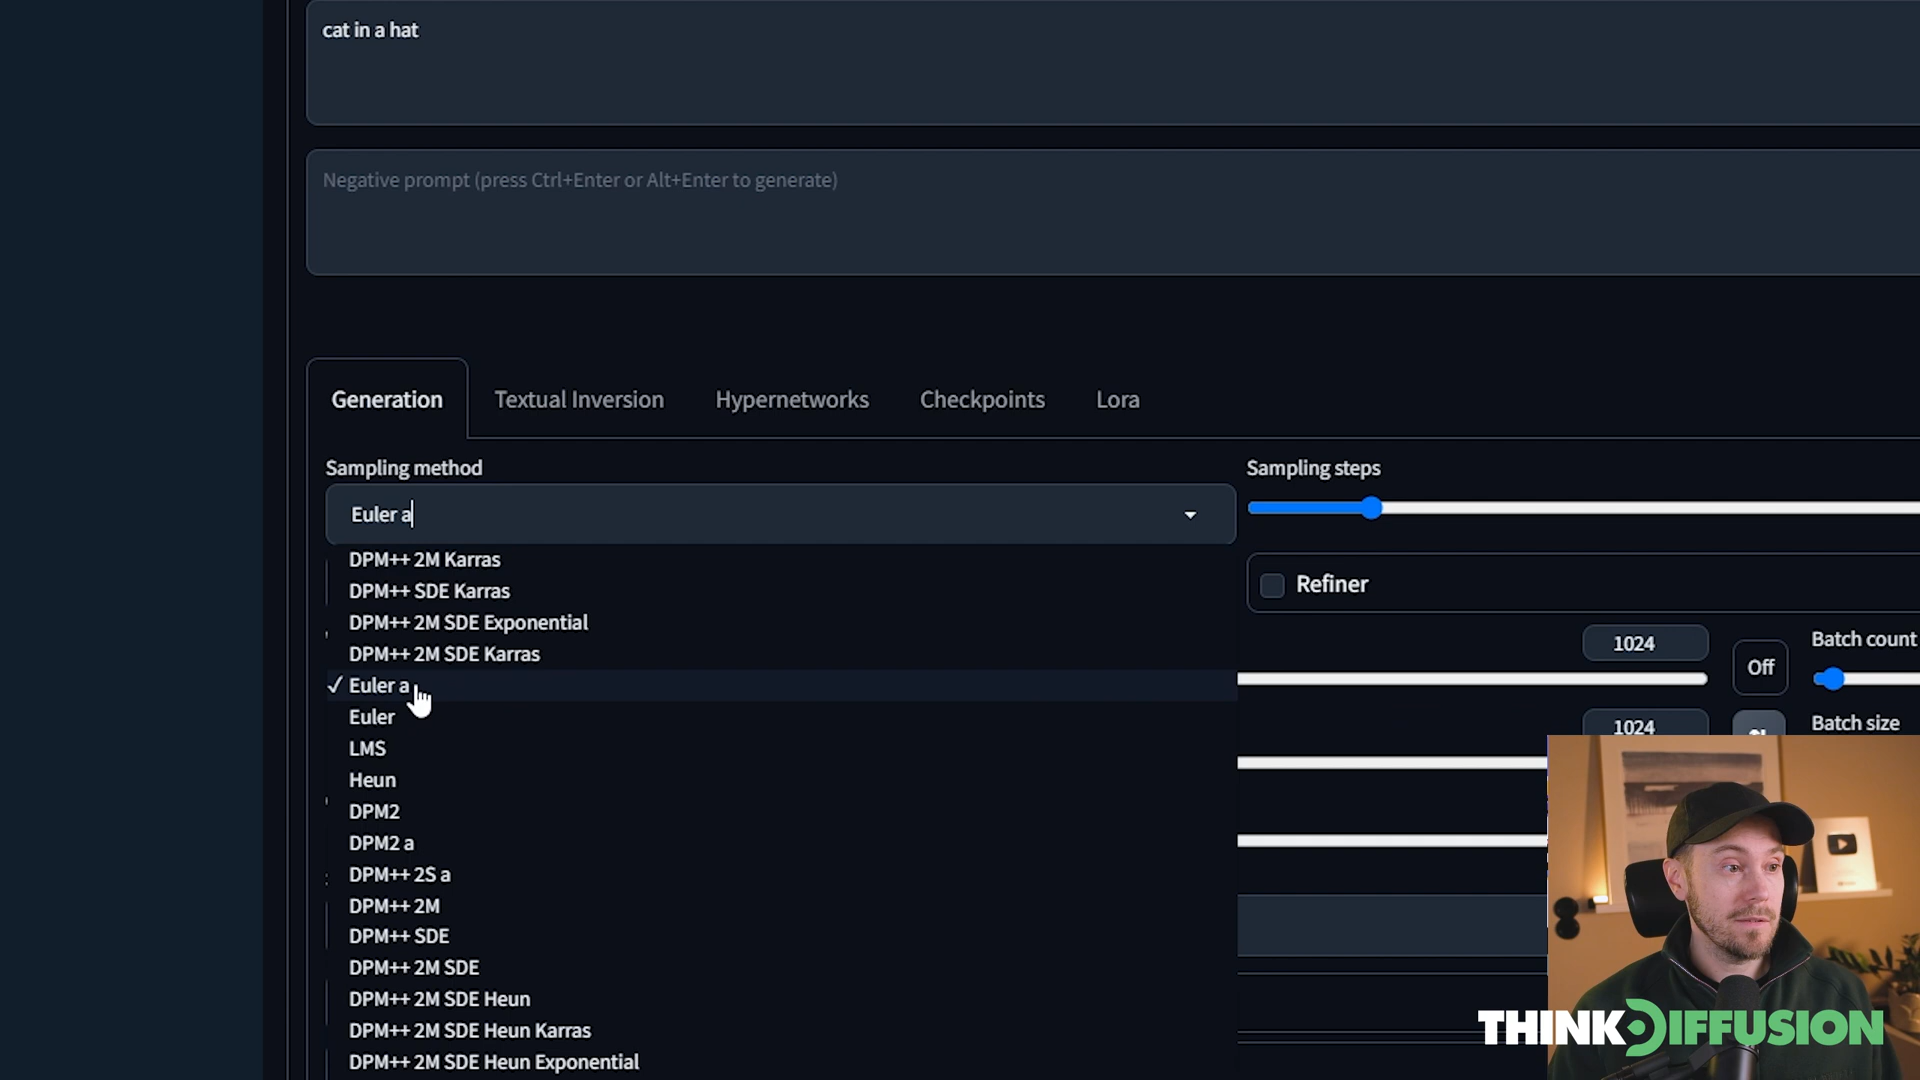 cat in a hat
Negative prompt (press Ctrl+Enter or Alt+Enter to generate)
Generation
Textual Inversion
Hypernetworks
Checkpoints
Lora
Sampling method
Euler a
DPM++ 2M Karras
DPM++ SDE Karras
DPM++ 2M SDE Exponential
DPM++ 2M SDE Karras
✓ Euler a
Euler
LMS
Heun
DPM2
DPM2 a
DPM++ 2S a
DPM++ 2M
DPM++ SDE
DPM++ 2M SDE
DPM++ 2M SDE Heun
DPM++ 2M SDE Heun Karras
DPM++ 2M SDE Heun Exponential
Sampling steps
Refiner
1024
Off
Batch count
1024
Batch size
THINKDIFFUSION